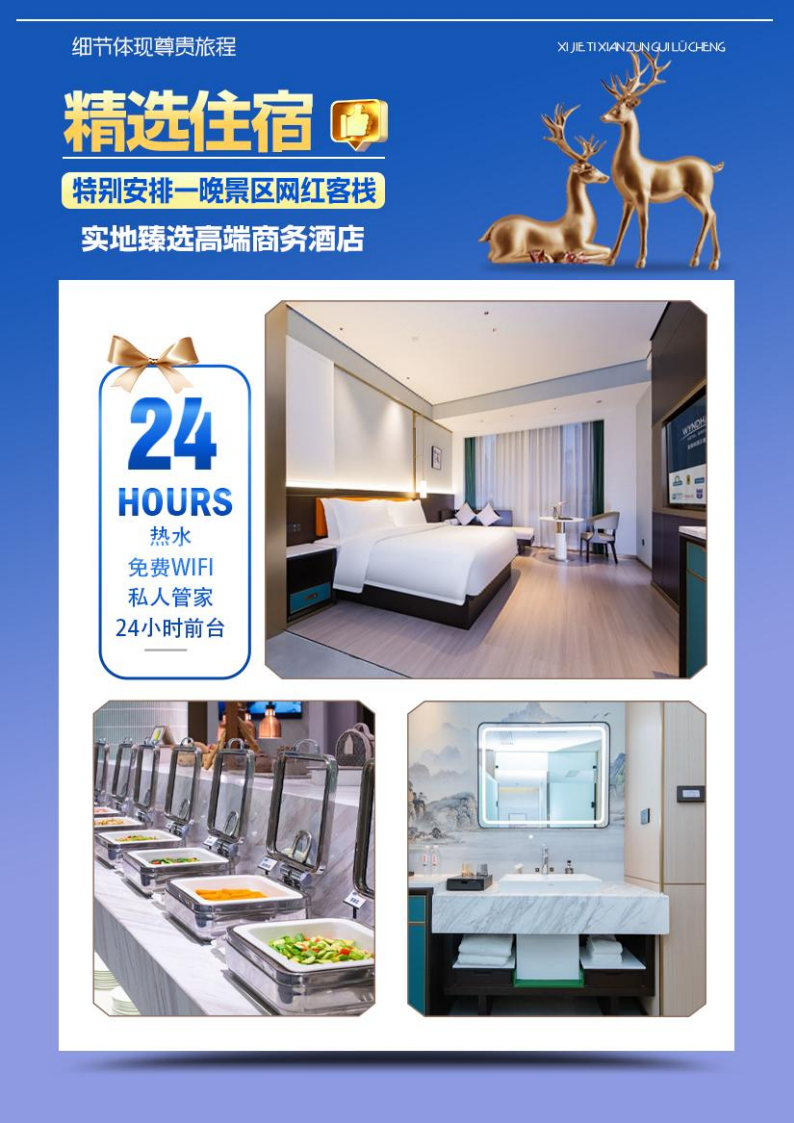 细节体现尊贵旅程
XI JIE TI XIAN ZUN GUI LÜ CHENG
精选住宿
特别安排一晚景区网红客栈
实地臻选高端商务酒店
24
HOURS
热水
免费WIFI
私人管家
24小时前台